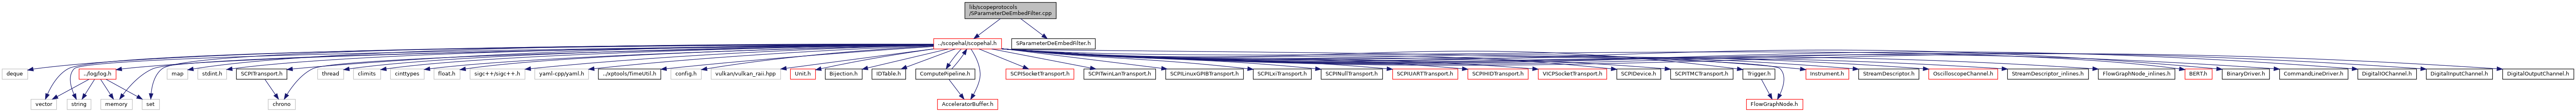 lib/scopeprotocols
/SParameterDeEmbedFilter.cpp
../scopehal/scopehal.h
SParameterDeEmbedFilter.h
deque
../log/log.h
map
stdint.h
SCPITransport.h
thread
climits
cinttypes
float.h
sigc++/sigc++.h
yaml-cpp/yaml.h
../xptools/TimeUtil.h
config.h
vulkan/vulkan_raii.hpp
Unit.h
Bijection.h
IDTable.h
ComputePipeline.h
SCPISocketTransport.h
SCPITwinLanTransport.h
SCPILinuxGPIBTransport.h
SCPILxiTransport.h
SCPINullTransport.h
SCPIUARTTransport.h
SCPIHIDTransport.h
VICPSocketTransport.h
SCPIDevice.h
SCPITMCTransport.h
Trigger.h
Instrument.h
StreamDescriptor.h
OscilloscopeChannel.h
StreamDescriptor_inlines.h
FlowGraphNode_inlines.h
BERT.h
BinaryDriver.h
CommandLineDriver.h
DigitalIOChannel.h
DigitalInputChannel.h
DigitalOutputChannel.h
vector
string
memory
set
chrono
AcceleratorBuffer.h
FlowGraphNode.h